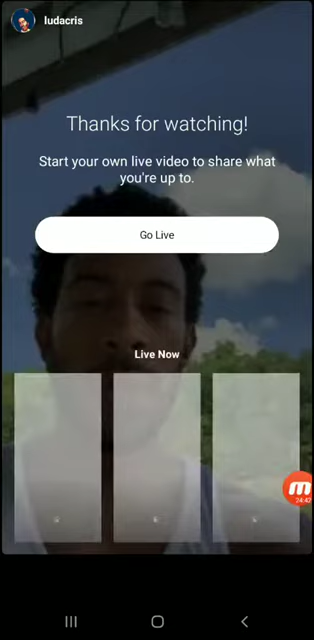 ludacris
Thanks for watching!
Start your own live video to share what
you're up to.
Go Live
Live Now
24:42